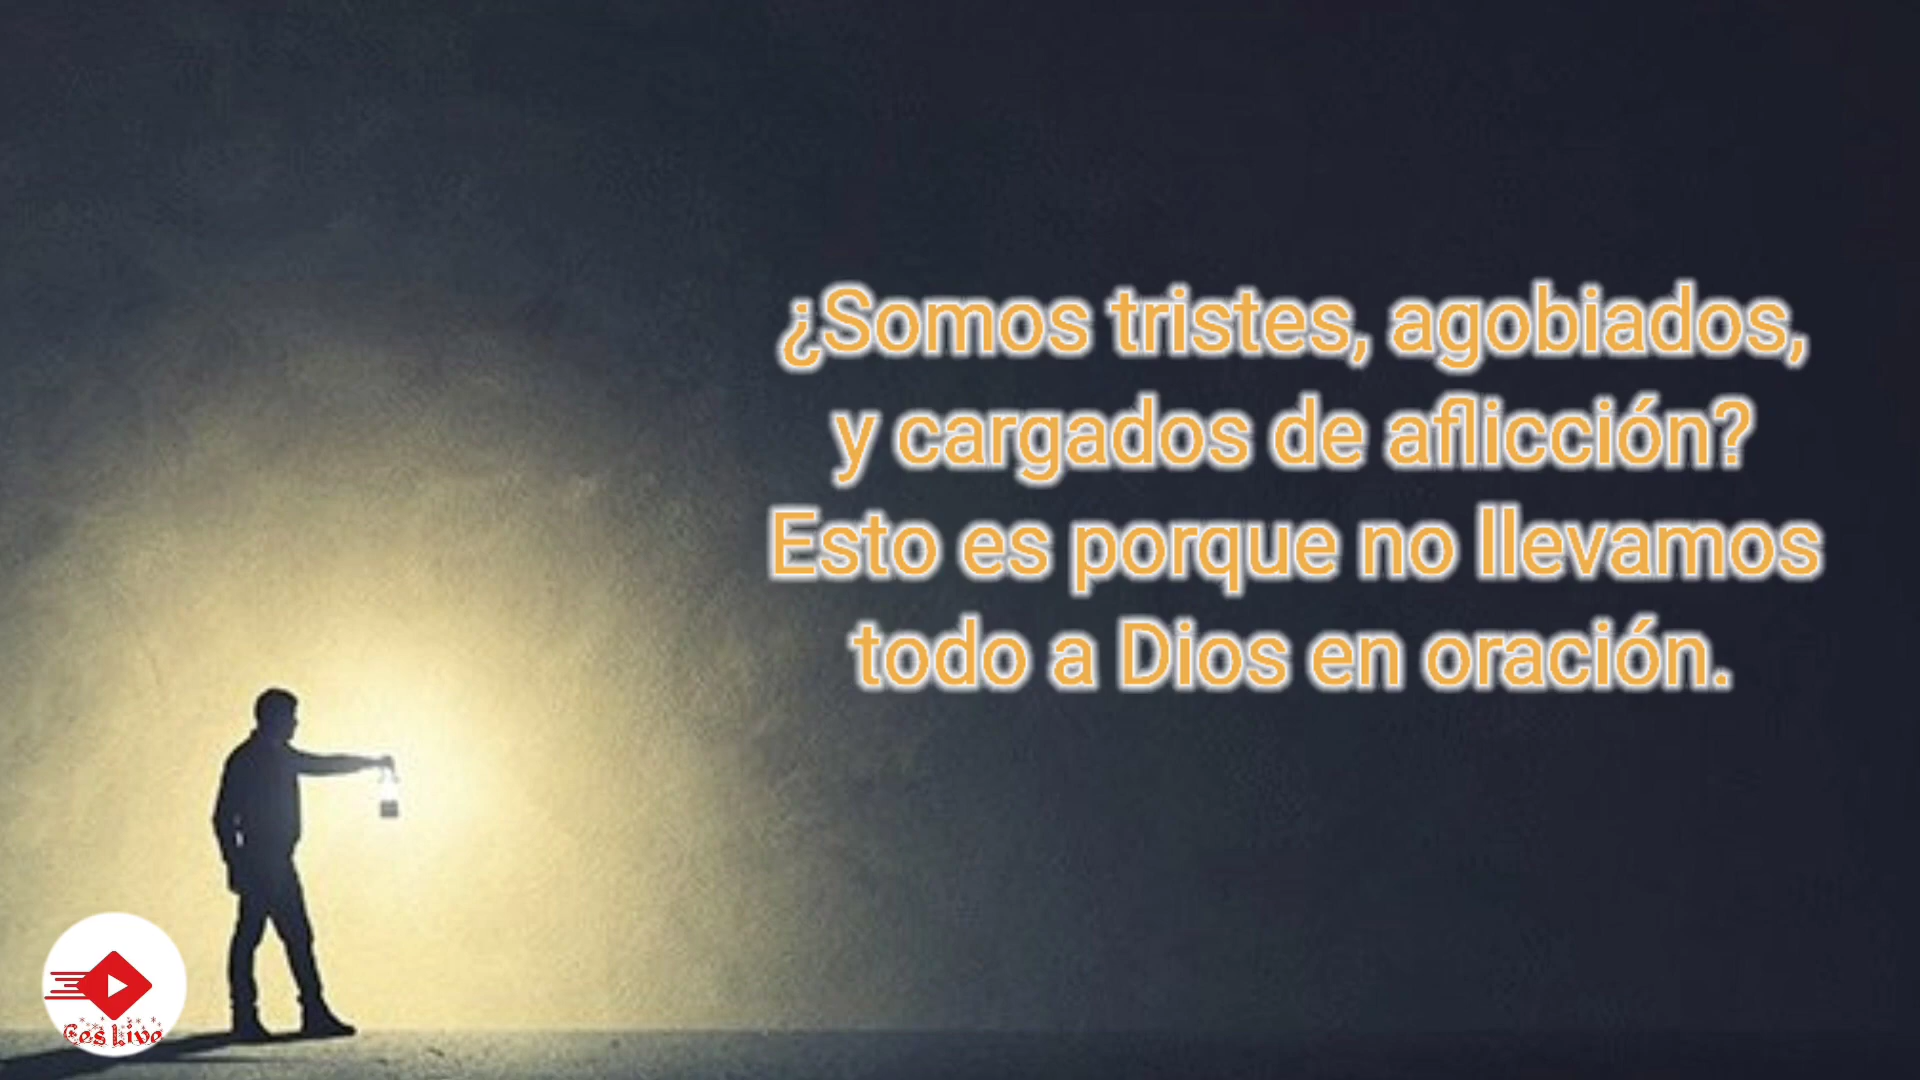 ¿Somos tristes, agobiados,
y cargados de aflicción?
Esto es porque no llevamos
todo a Dios en oración.